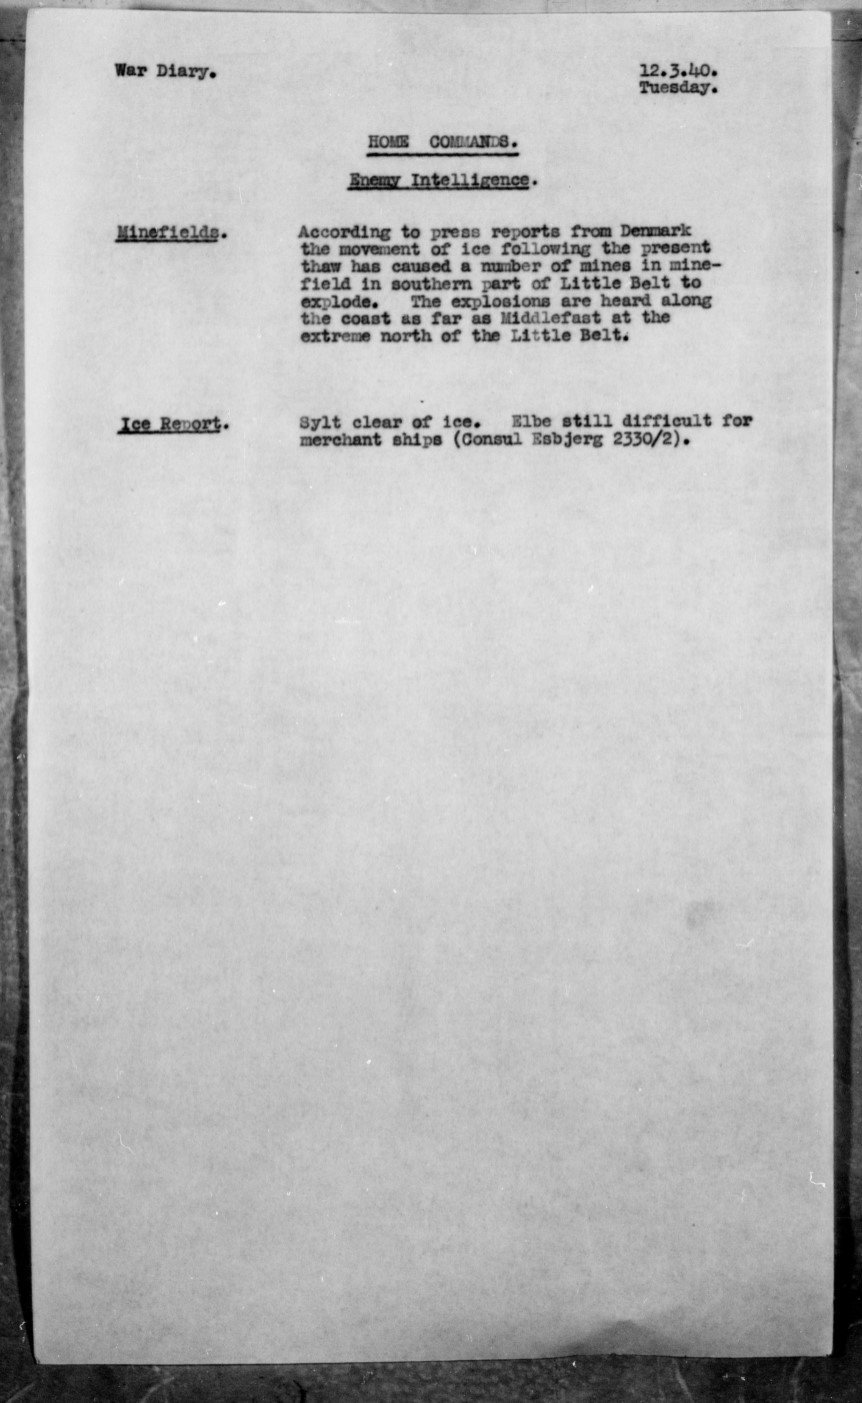 War Diary.
12.3.40.
Tuesday.
HOME COMMANDS.
Enemy Intelligence.
Minefields.
According to press reports from Denmark
the movement of ice following the present
thaw has caused a number of mines in mine-
field in southern part of Little Belt to
explode. The explosions are heard along
the coast as far as Middlefast at the
extreme north of the Little Belt.
Ice Report.
Sylt clear of ice. Elbe still difficult for
merchant ships (Consul Esbjerg 2330/2).